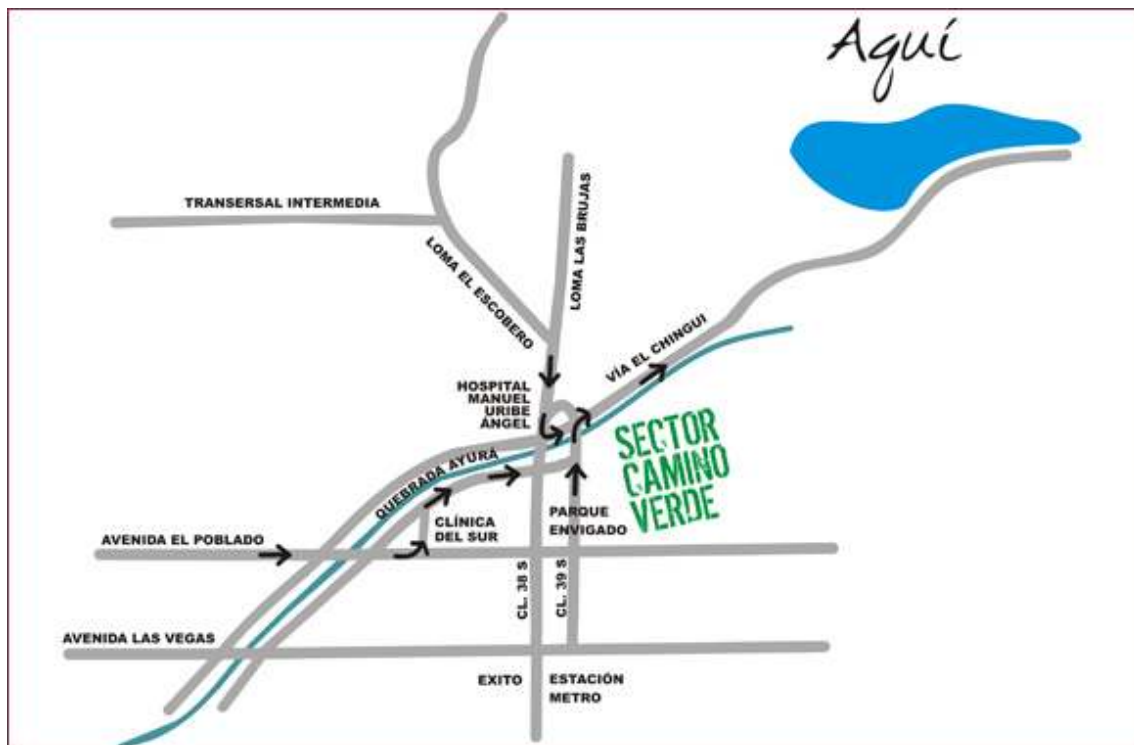 Aquí
TRANSERSAL INTERMEDIA
LOMA EL ESCOBERO
LOMA LAS BRUJAS
VÍA EL CHINGUI
HOSPITAL
MANUEL
URIBE
ÁNGEL
SECTOR
CAMINO
VERDE
QUEBRADA AYURÁ
CLÍNICA
DEL SUR
PARQUE
ENVIGADO
AVENIDA EL POBLADO
CL. 38 S
CL. 39 S
AVENIDA LAS VEGAS
EXITO
ESTACIÓN
METRO